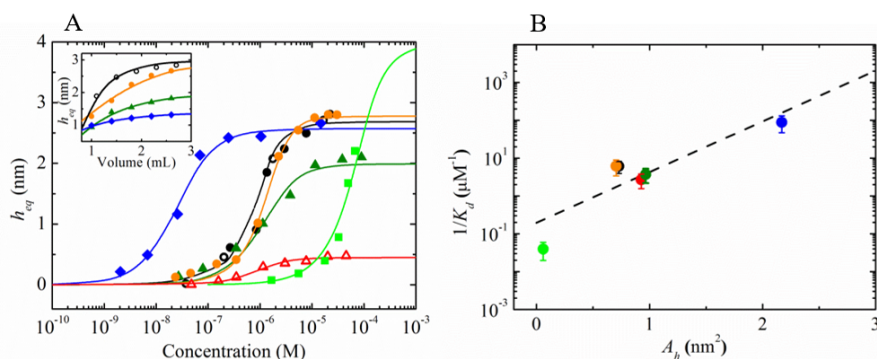 A
B
4
3
2
1
0
h_eq (nm)
3
2
1
h_eq (nm)
1 2 3
Volume (mL)
10^-10 10^-9 10^-8 10^-7 10^-6 10^-5 10^-4 10^-3
Concentration (M)
10^3
10^1
10^-1
10^-3
1/K_d (μM^-1)
0 1 2 3
A_h (nm^2)